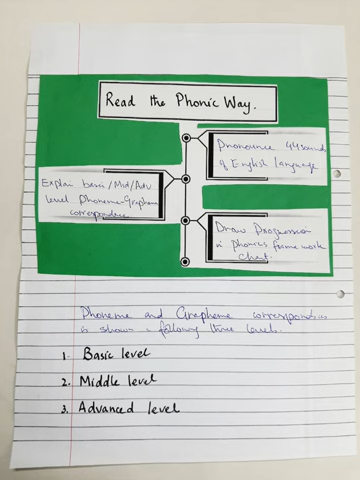 Read the Phonic Way.
Pronounce 44 sounds
of English language
Explain basic/Mid/Adv
level Phoneme-Grapheme
Draw Progression
in phonics frame work
chart.
Phoneme and Grapheme
is shown in following three levels.
1. Basic level
2. Middle level
3. Advanced level